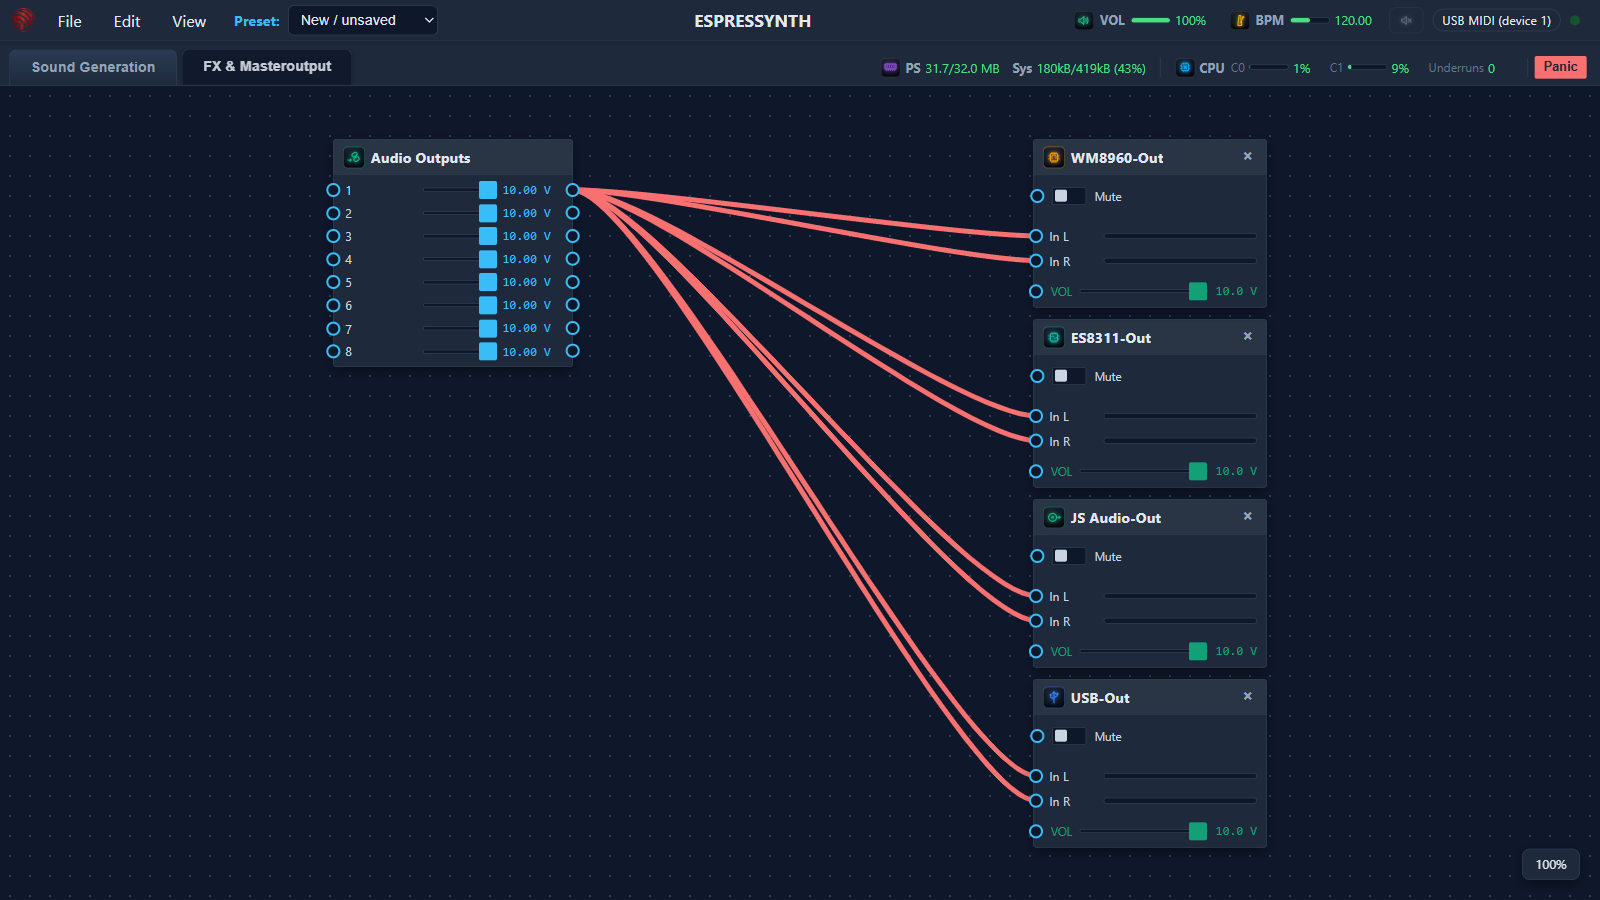 File Edit View Preset: New / unsaved ESPRESSYNTH VOL 100% BPM 120.00 USB MIDI (device 1)
Sound Generation FX & Masteroutput PS 31.7/32.0 MB Sys 180kB/419kB (43%) CPU C0 1% C1 9% Underruns 0 Panic
Audio Outputs
1 10.00 V
2 10.00 V
3 10.00 V
4 10.00 V
5 10.00 V
6 10.00 V
7 10.00 V
8 10.00 V
WM8960-Out ×
Mute
In L
In R
VOL 10.0 V
ES8311-Out ×
Mute
In L
In R
VOL 10.0 V
JS Audio-Out ×
Mute
In L
In R
VOL 10.0 V
USB-Out ×
Mute
In L
In R
VOL 10.0 V
100%